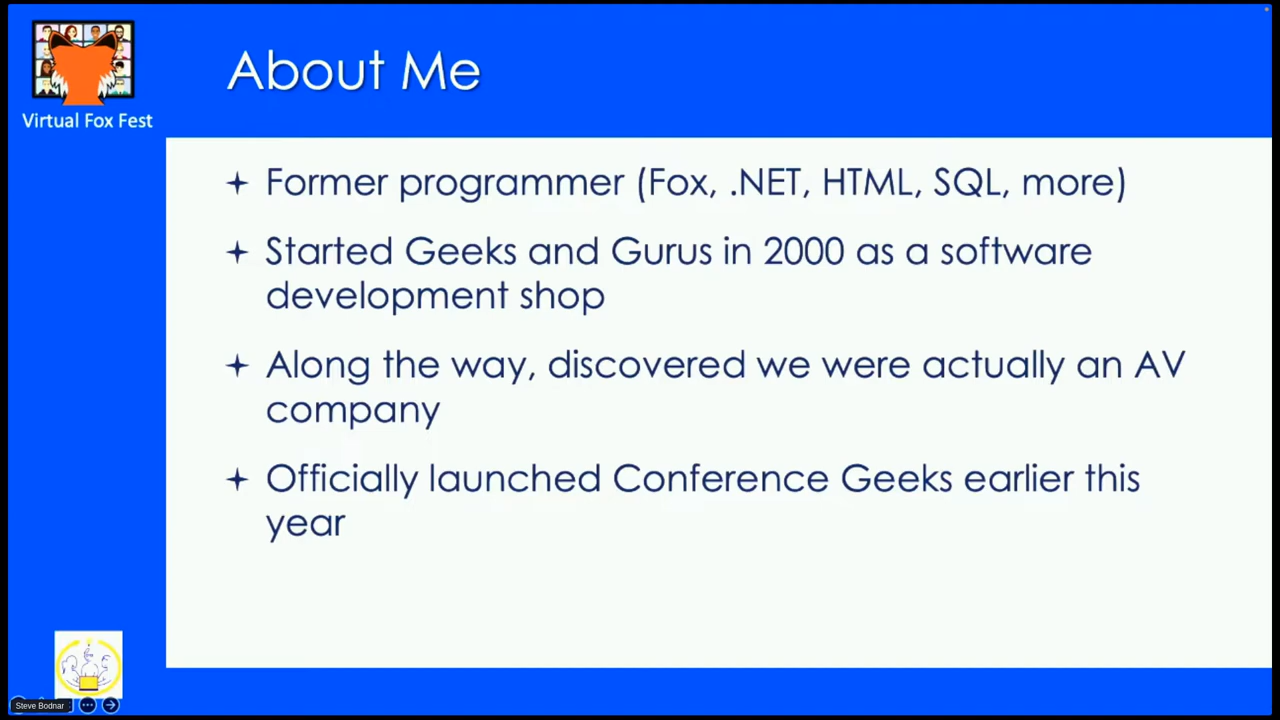 About Me
Virtual Fox Fest
Former programmer (Fox, .NET, HTML, SQL, more)
Started Geeks and Gurus in 2000 as a software
development shop
Along the way, discovered we were actually an AV
company
Officially launched Conference Geeks earlier this
year
Steve Bodnar